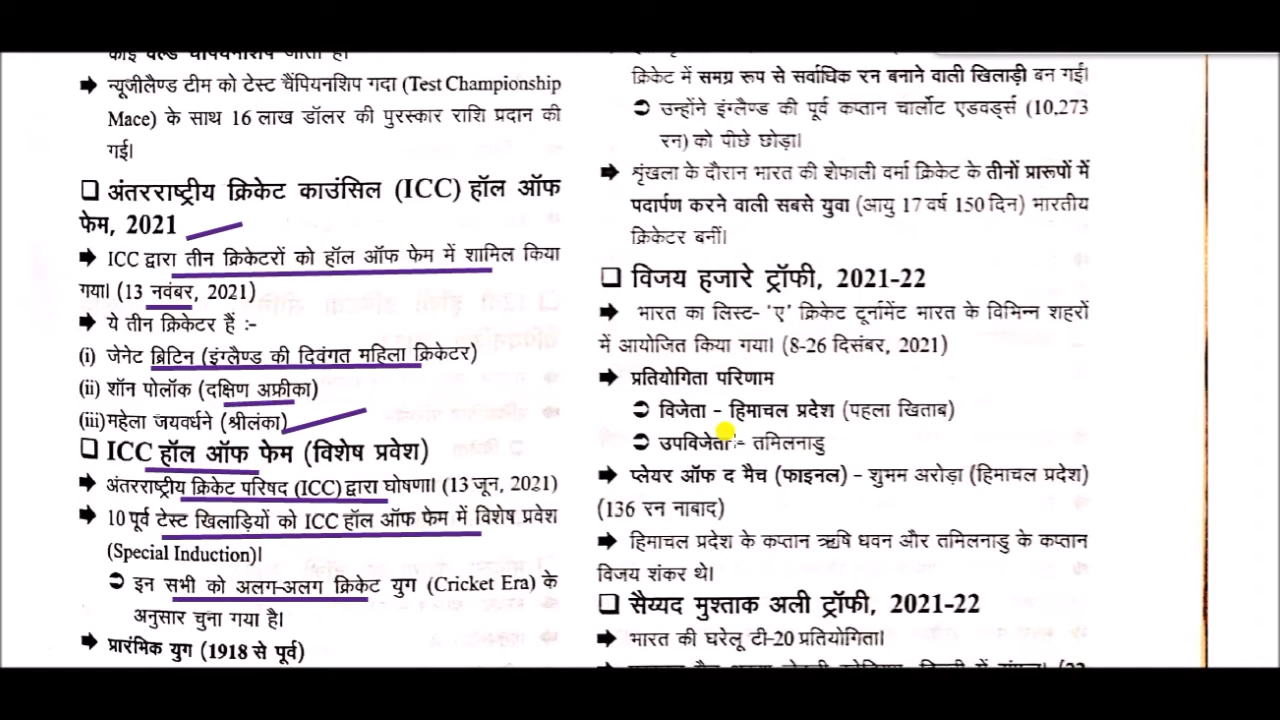 कोई वर्ल्ड चैंपियनशिप जीती है।
➡ न्यूजीलैण्ड टीम को टेस्ट चैंपियनशिप गदा (Test Championship
Mace) के साथ 16 लाख डॉलर की पुरस्कार राशि प्रदान की
गई।
❑ अंतरराष्ट्रीय क्रिकेट काउंसिल (ICC) हॉल ऑफ
फेम, 2021
➡ ICC द्वारा तीन क्रिकेटरों को हॉल ऑफ फेम में शामिल किया
गया। (13 नवंबर, 2021)
➡ ये तीन क्रिकेटर हैं :-
(i) जेनेट ब्रिटिन (इंग्लैण्ड की दिवंगत महिला क्रिकेटर)
(ii) शॉन पोलॉक (दक्षिण अफ्रीका)
(iii) महेला जयवर्धने (श्रीलंका)
❑ ICC हॉल ऑफ फेम (विशेष प्रवेश)
➡ अंतरराष्ट्रीय क्रिकेट परिषद (ICC) द्वारा घोषणा। (13 जून, 2021)
➡ 10 पूर्व टेस्ट खिलाड़ियों को ICC हॉल ऑफ फेम में विशेष प्रवेश
(Special Induction)।
➲ इन सभी को अलग-अलग क्रिकेट युग (Cricket Era) के
अनुसार चुना गया है।
➡ प्रारंभिक युग (1918 से पूर्व)
क्रिकेट में समग्र रूप से सर्वाधिक रन बनाने वाली खिलाड़ी बन गई।
➲ उन्होंने इंग्लैण्ड की पूर्व कप्तान चार्लोट एडवर्ड्स (10,273
रन) को पीछे छोड़ा।
➡ शृंखला के दौरान भारत की शेफाली वर्मा क्रिकेट के तीनों प्रारूपों में
पदार्पण करने वाली सबसे युवा (आयु 17 वर्ष 150 दिन) भारतीय
क्रिकेटर बनीं।
❑ विजय हजारे ट्रॉफी, 2021-22
➡ भारत का लिस्ट- ‘ए’ क्रिकेट टूर्नामेंट भारत के विभिन्न शहरों
में आयोजित किया गया। (8-26 दिसंबर, 2021)
➡ प्रतियोगिता परिणाम
➲ विजेता - हिमाचल प्रदेश (पहला खिताब)
➲ उपविजेता :- तमिलनाडु
➡ प्लेयर ऑफ द मैच (फाइनल) - शुभम अरोड़ा (हिमाचल प्रदेश)
(136 रन नाबाद)
➡ हिमाचल प्रदेश के कप्तान ऋषि धवन और तमिलनाडु के कप्तान
विजय शंकर थे।
❑ सैय्यद मुश्ताक अली ट्रॉफी, 2021-22
➡ भारत की घरेलू टी-20 प्रतियोगिता।